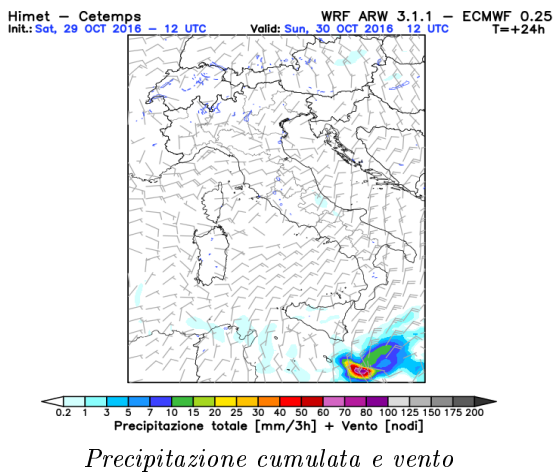 Himet – Cetemps WRF ARW 3.1.1 – ECMWF 0.25
Init.: Sat, 29 OCT 2016 – 12 UTC Valid: Sun, 30 OCT 2016 12 UTC T=+24h
0.2 1 3 5 7 10 15 20 25 30 40 50 60 70 80 100 125 150 175 200
Precipitazione totale [mm/3h] + Vento [nodi]
Precipitazione cumulata e vento